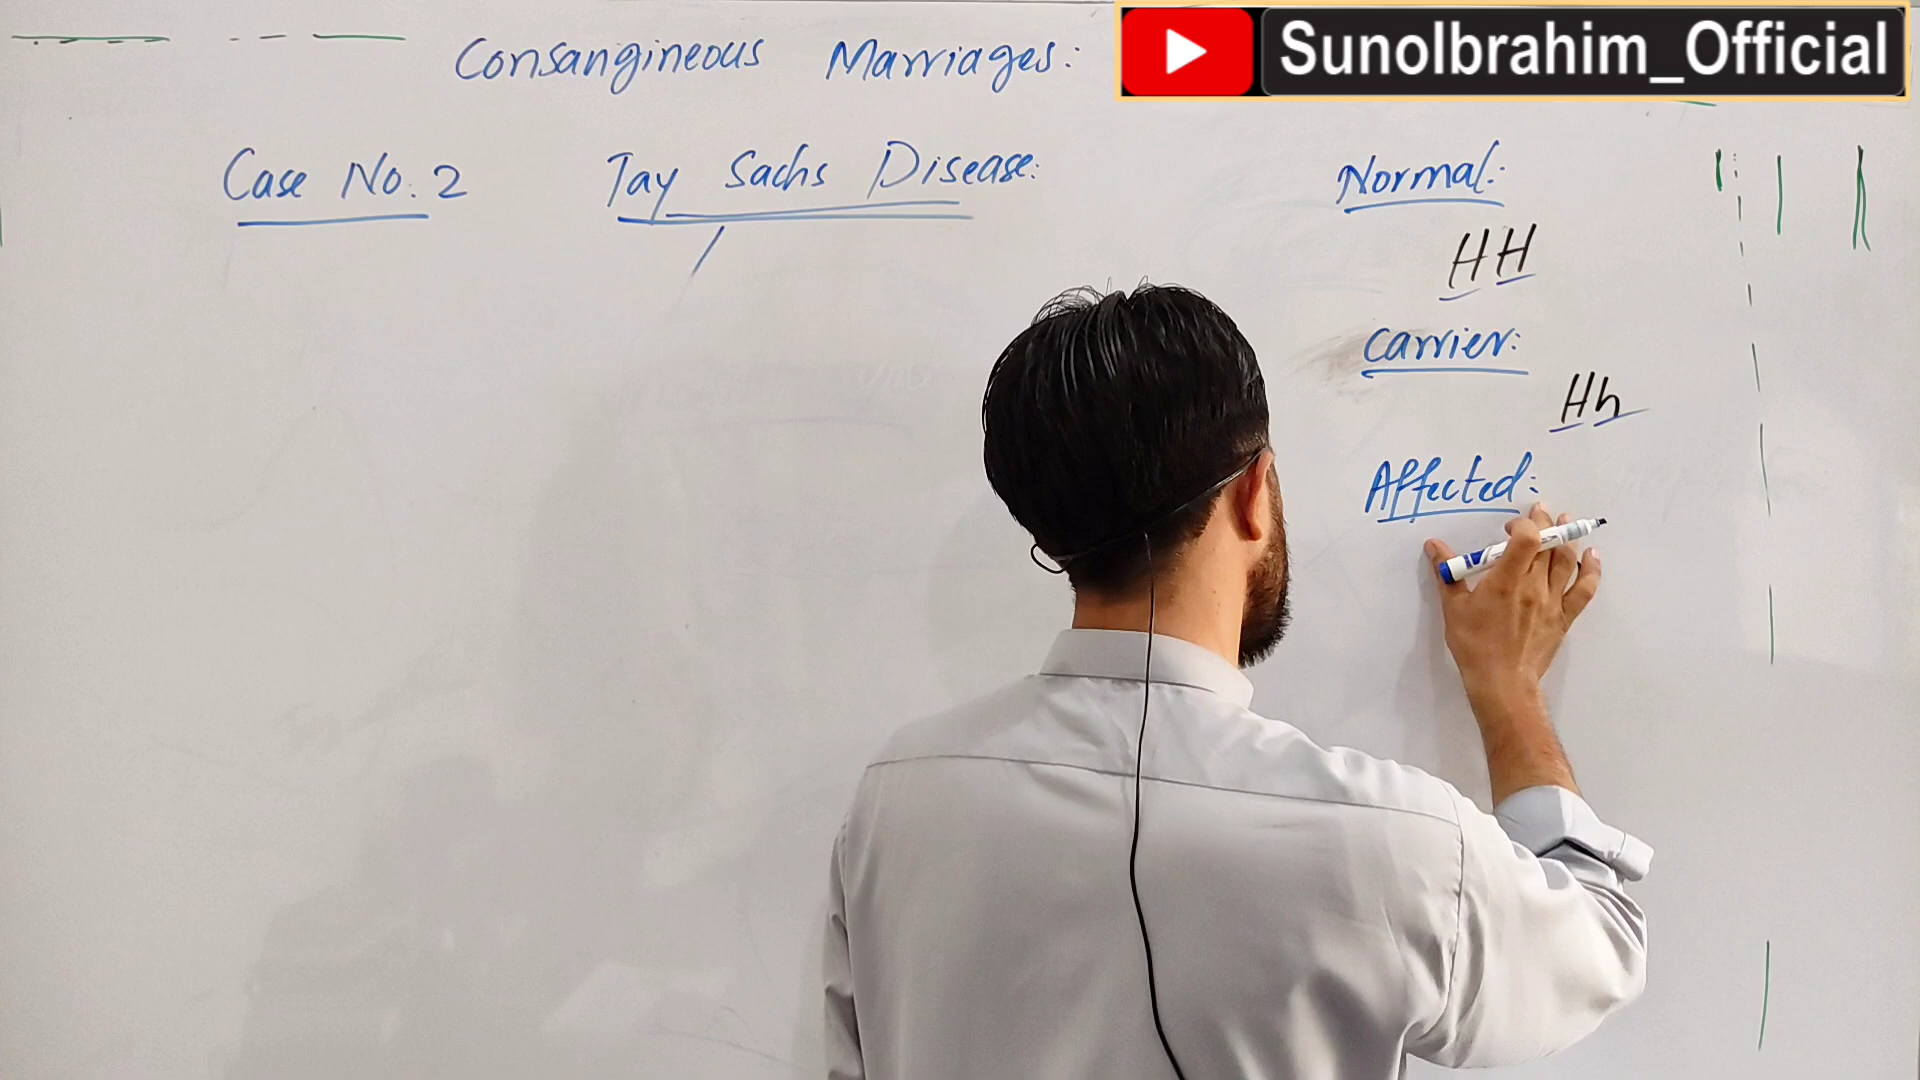 Consangineous Marriages:
SunoIbrahim_Official
Case No. 2 Tay Sachs Disease:
Normal:
HH
Carrier:
Hh
Affected: